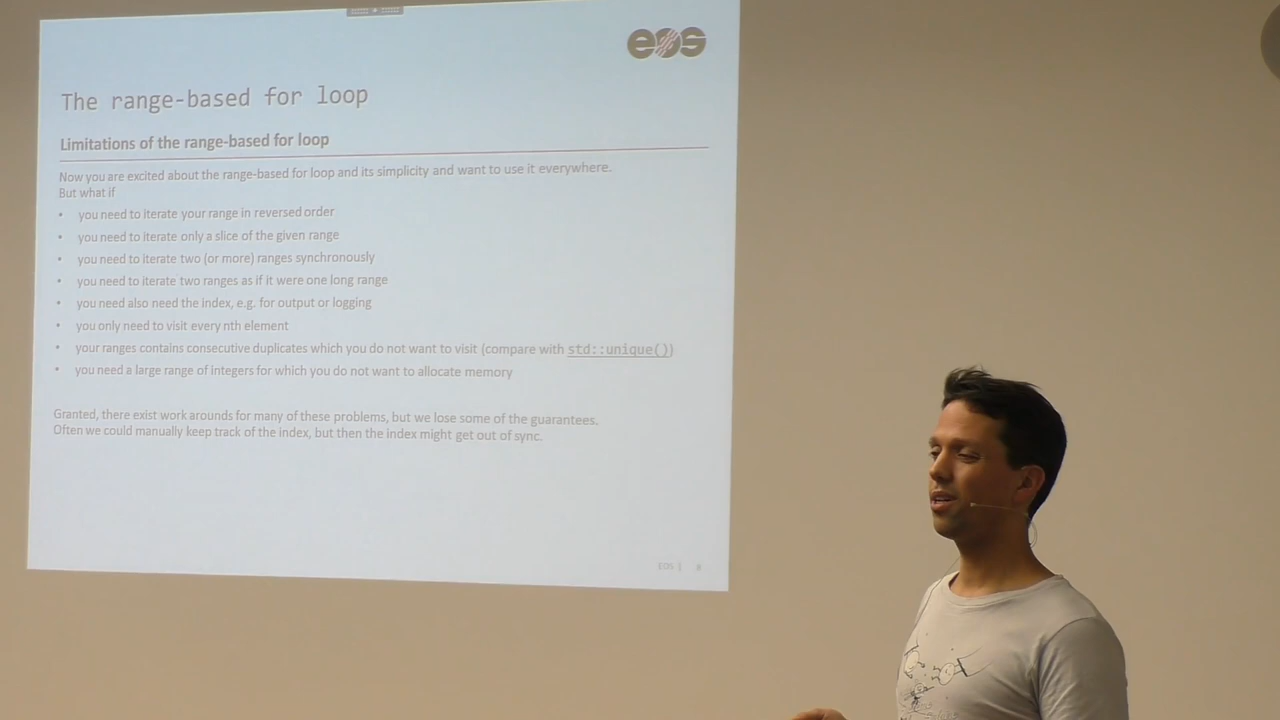 eos
The range-based for loop
Limitations of the range-based for loop
Now you are excited about the range-based for loop and its simplicity and want to use it everywhere.
But what if
• you need to iterate your range in reversed order
• you need to iterate only a slice of the given range
• you need to iterate two (or more) ranges synchronously
• you need to iterate two ranges as if it were one long range
• you need also need the index, e.g. for output or logging
• you only need to visit every nth element
• your ranges contains consecutive duplicates which you do not want to visit (compare with std::unique())
• you need a large range of integers for which you do not want to allocate memory
Granted, there exist work arounds for many of these problems, but we lose some of the guarantees.
Often we could manually keep track of the index, but then the index might get out of sync.
EOS |